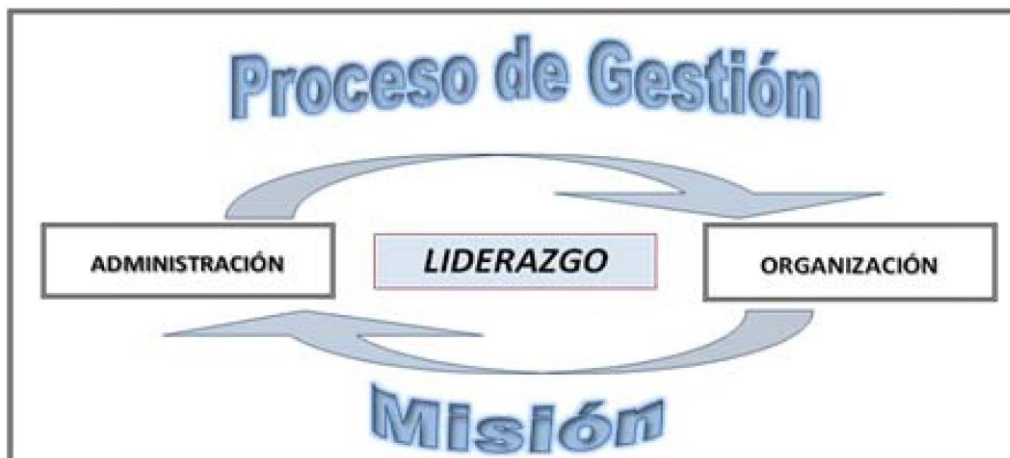 Proceso de Gestión
ADMINISTRACIÓN
LIDERAZGO
ORGANIZACIÓN
Misión